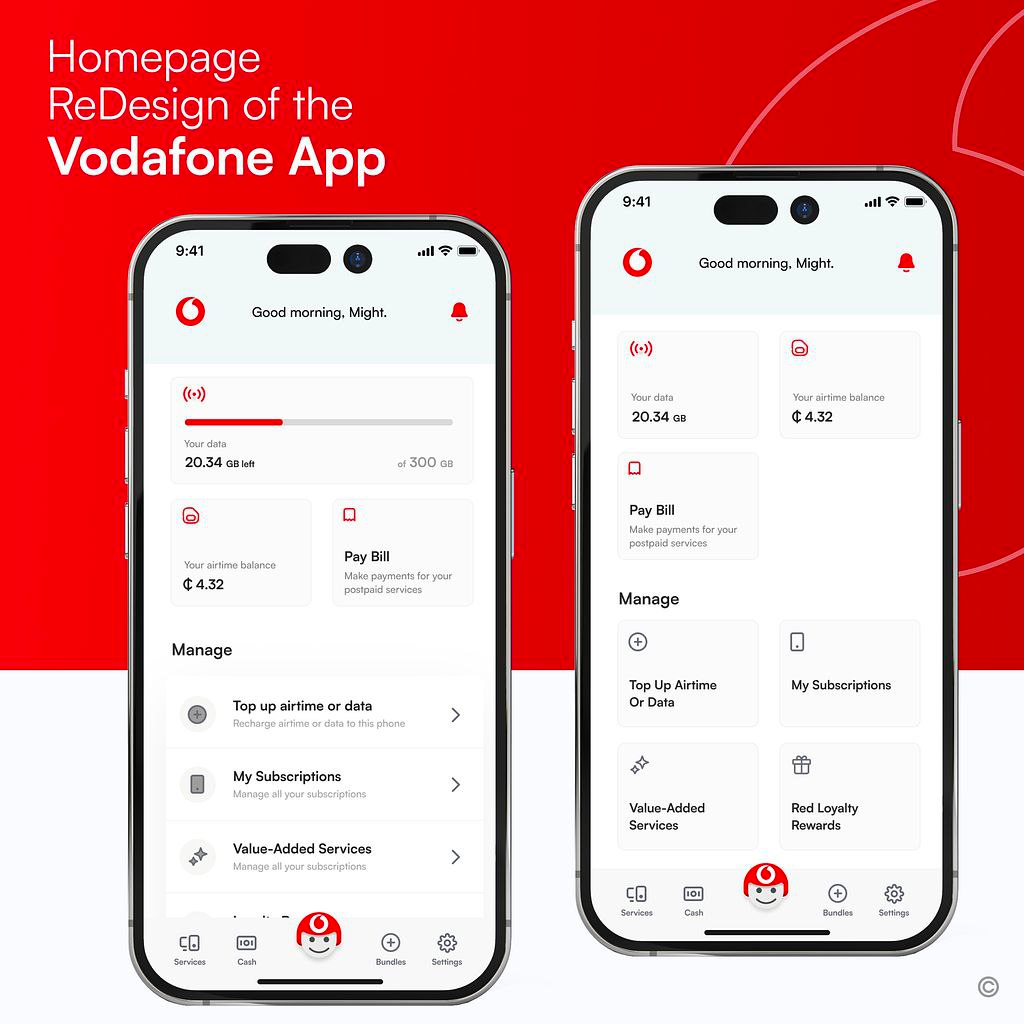 Homepage
ReDesign of the
Vodafone App
9:41
Good morning, Might.
Your data
20.34 GB left
of 300 GB
Your airtime balance
₵ 4.32
Pay Bill
Make payments for your
postpaid services
Manage
Top up airtime or data
Recharge airtime or data to this phone
My Subscriptions
Manage all your subscriptions
Value-Added Services
Manage all your subscriptions
Services
Cash
Bundles
Settings
9:41
Good morning, Might.
Your data
20.34 GB
Your airtime balance
₵ 4.32
Pay Bill
Make payments for your
postpaid services
Manage
Top Up Airtime
Or Data
My Subscriptions
Value-Added
Services
Red Loyalty
Rewards
Services
Cash
Bundles
Settings
©